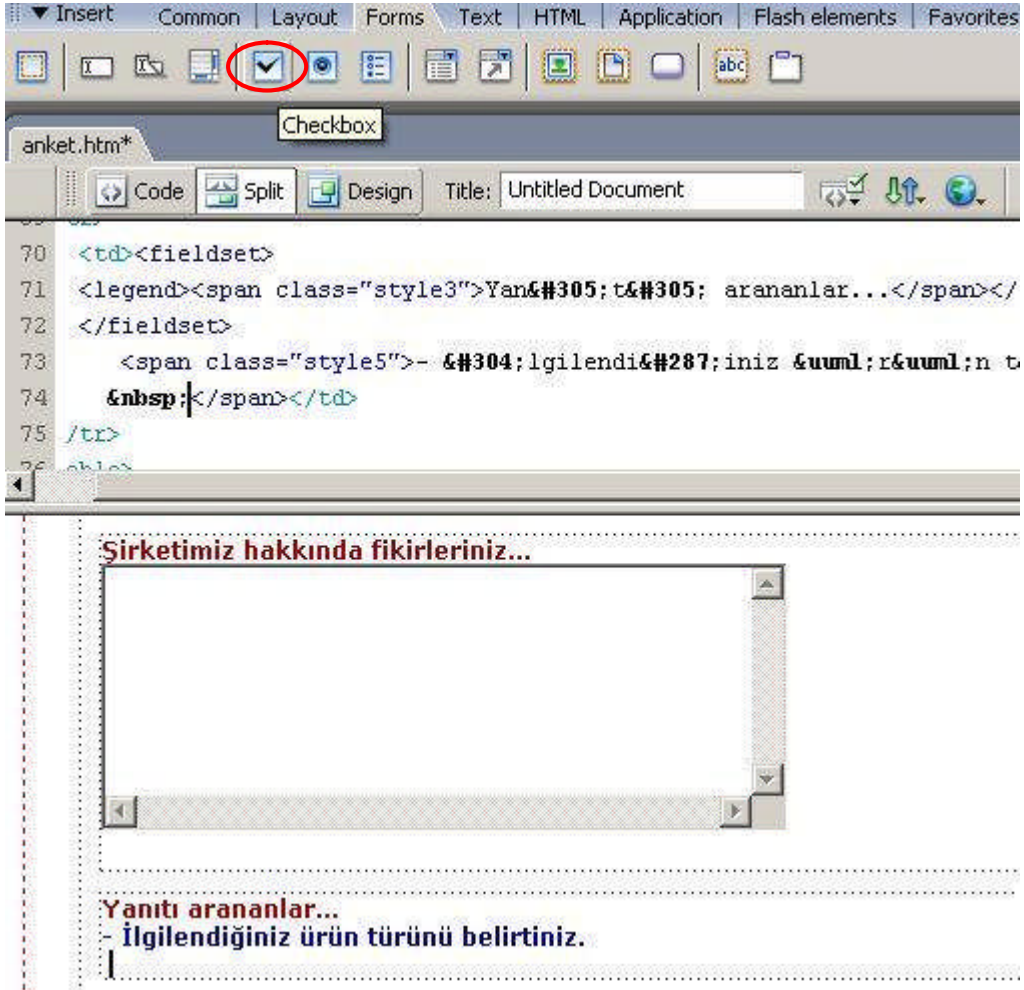 ▼ Insert Common Layout Forms Text HTML Application Flash elements Favorites
abc
Checkbox
anket.htm*
Code Split Design Title: Untitled Document
70 <td><fieldset>
71 <legend><span class="style3">Yan&#305;t&#305; arananlar...</span></
72 </fieldset>
73 <span class="style5">- &#304;lgilendi&#287;iniz &uuml;r&uuml;n t&
74 &nbsp;</span></td>
75 /tr>
Şirketimiz hakkında fikirleriniz...
Yanıtı arananlar...
- İlgilendiğiniz ürün türünü belirtiniz.